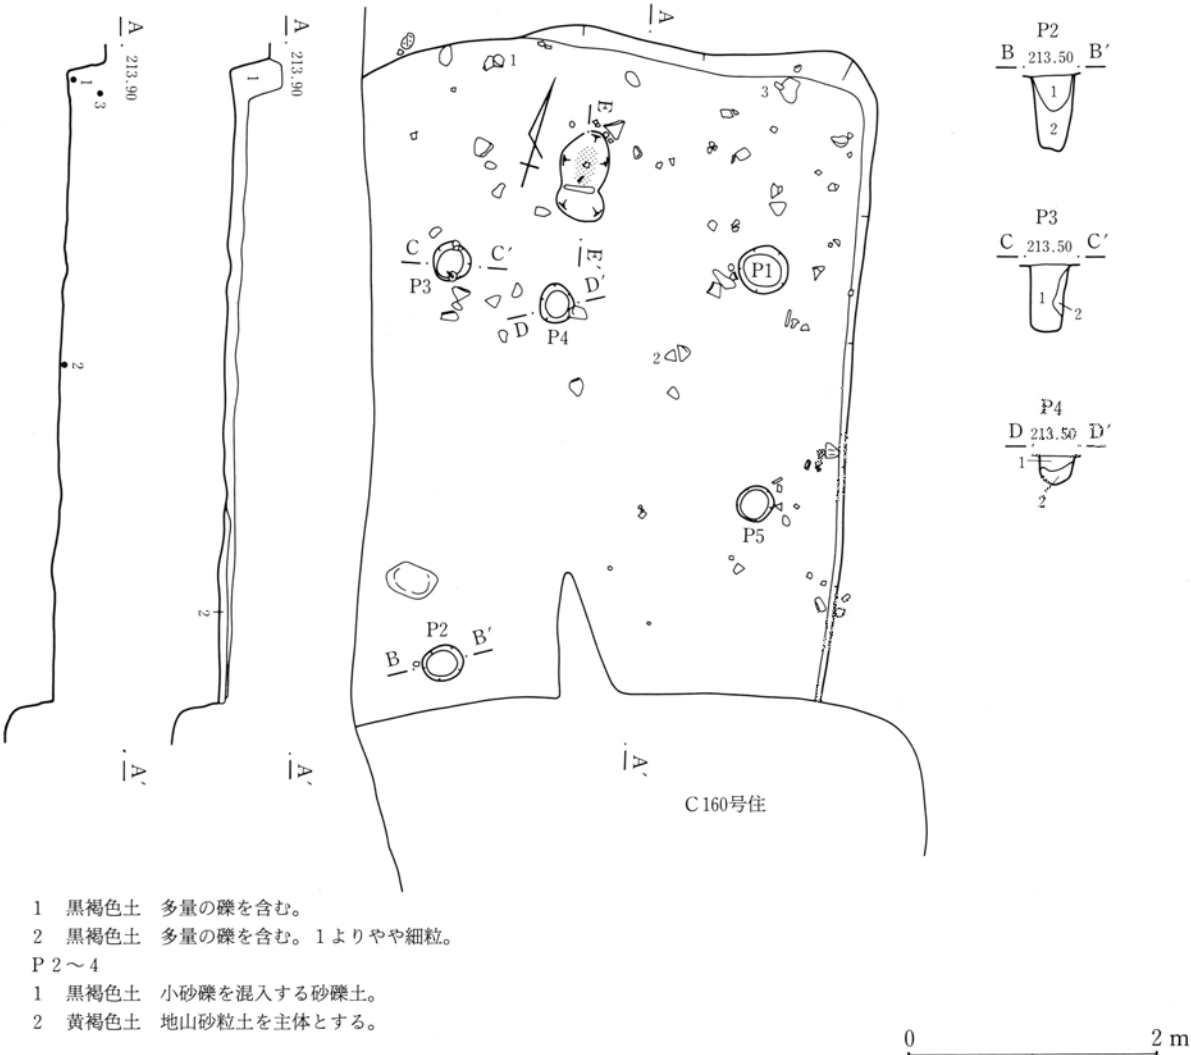 A
213.90
1
3
2
A′
A
213.90
1
2
A′
A
1
3
E
C
C′
P3
E′
D′
D
P4
P1
2
P5
P2
B
B′
A′
C160号住
P2
B 213.50 B′
1
2
P3
C 213.50 C′
1
2
P4
D 213.50 D′
1
2
1 黒褐色土 多量の礫を含む。
2 黒褐色土 多量の礫を含む。1よりやや細粒。
P 2～4
1 黒褐色土 小砂礫を混入する砂礫土。
2 黄褐色土 地山砂粒土を主体とする。
0 2 m